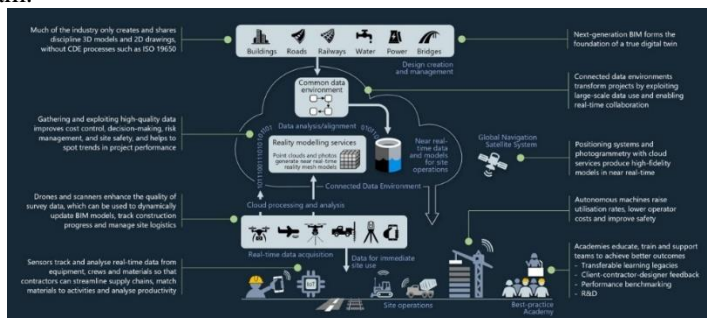 Much of the industry only creates and shares
discipline 3D models and 2D drawings,
without CDE processes such as ISO 19650
Buildings Roads Railways Water Power Bridges
Design creation
and management
Next-generation BIM forms the
foundation of a true digital twin
Common data
environment
Connected data environments
transform projects by exploiting
large-scale data use and enabling
real-time collaboration
Gathering and exploiting high-quality data
improves cost control, decision-making, risk
management, and site safety, and helps to
spot trends in project performance
Data analysis/alignment
Reality modelling services
Point clouds and photos
generate near real time
reality mesh models
Near real-
time data
and models
for site
operations
Global Navigation
Satellite System
Positioning systems and
photogrammetry with cloud
services produce high-fidelity
models in near real-time
Connected Data Environment
Drones and scanners enhance the quality of
survey data, which can be used to dynamically
update BIM models, track construction
progress and manage site logistics
Cloud processing and analysis
Autonomous machines raise
utilisation rates, lower operator
costs and improve safety
Real-time data acquisition
Data for immediate
site use
Sensors track and analyse real-time data from
equipment, crews and materials so that
contractors can streamline supply chains, match
materials to activities and analyse productivity
Academies educate, train and support
teams to achieve better outcomes
- Transferable learning legacies
- Client-contractor-designer feedback
- Performance benchmarking
- R&D
Site operations
Best-practice
Academy